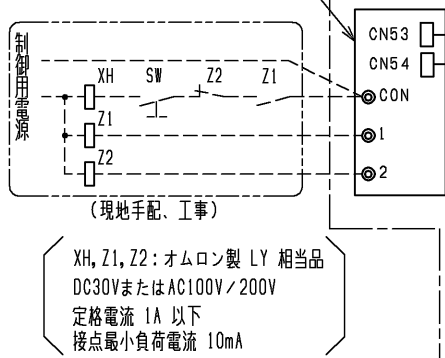 制御用電源
CN53
CN54
XH SW Z2 Z1
CON
Z1
1
Z2
2
(現地手配、工事)
XH, Z1, Z2:オムロン製 LY 相当品
DC30VまたはAC100V/200V
定格電流 1A 以下
接点最小負荷電流 10mA